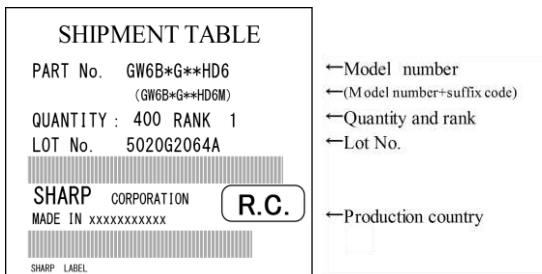 SHIPMENT TABLE
PART No. GW6B*G**HD6 ←Model number
(GW6B*G**HD6M) ←(Model number+suffix code)
QUANTITY : 400 RANK 1 ←Quantity and rank
LOT No. 5020G2064A ←Lot No.
SHARP CORPORATION
R.C.
MADE IN xxxxxxxxxxx ←Production country
SHARP LABEL